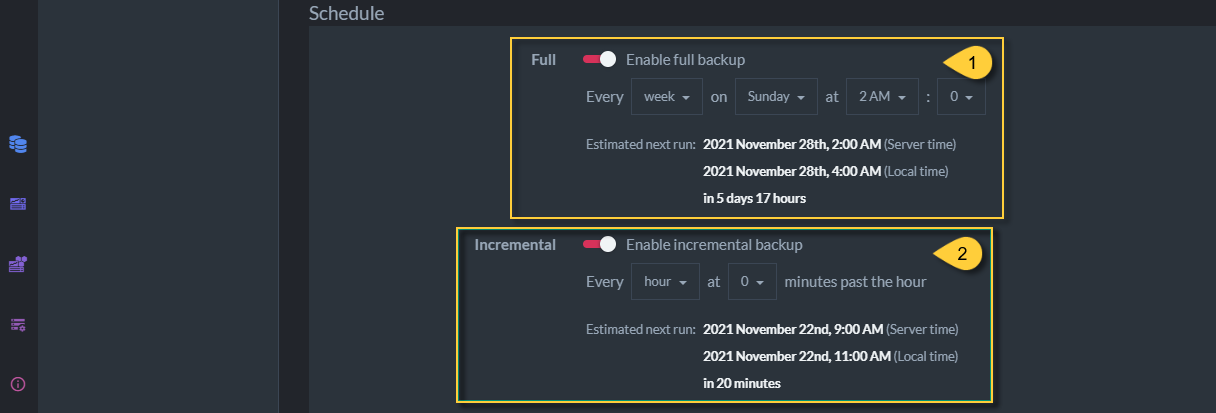 Schedule
Full Enable full backup 1
Every week on Sunday at 2 AM : 0
Estimated next run: 2021 November 28th, 2:00 AM (Server time)
2021 November 28th, 4:00 AM (Local time)
in 5 days 17 hours
Incremental Enable incremental backup 2
Every hour at 0 minutes past the hour
Estimated next run: 2021 November 22nd, 9:00 AM (Server time)
2021 November 22nd, 11:00 AM (Local time)
in 20 minutes